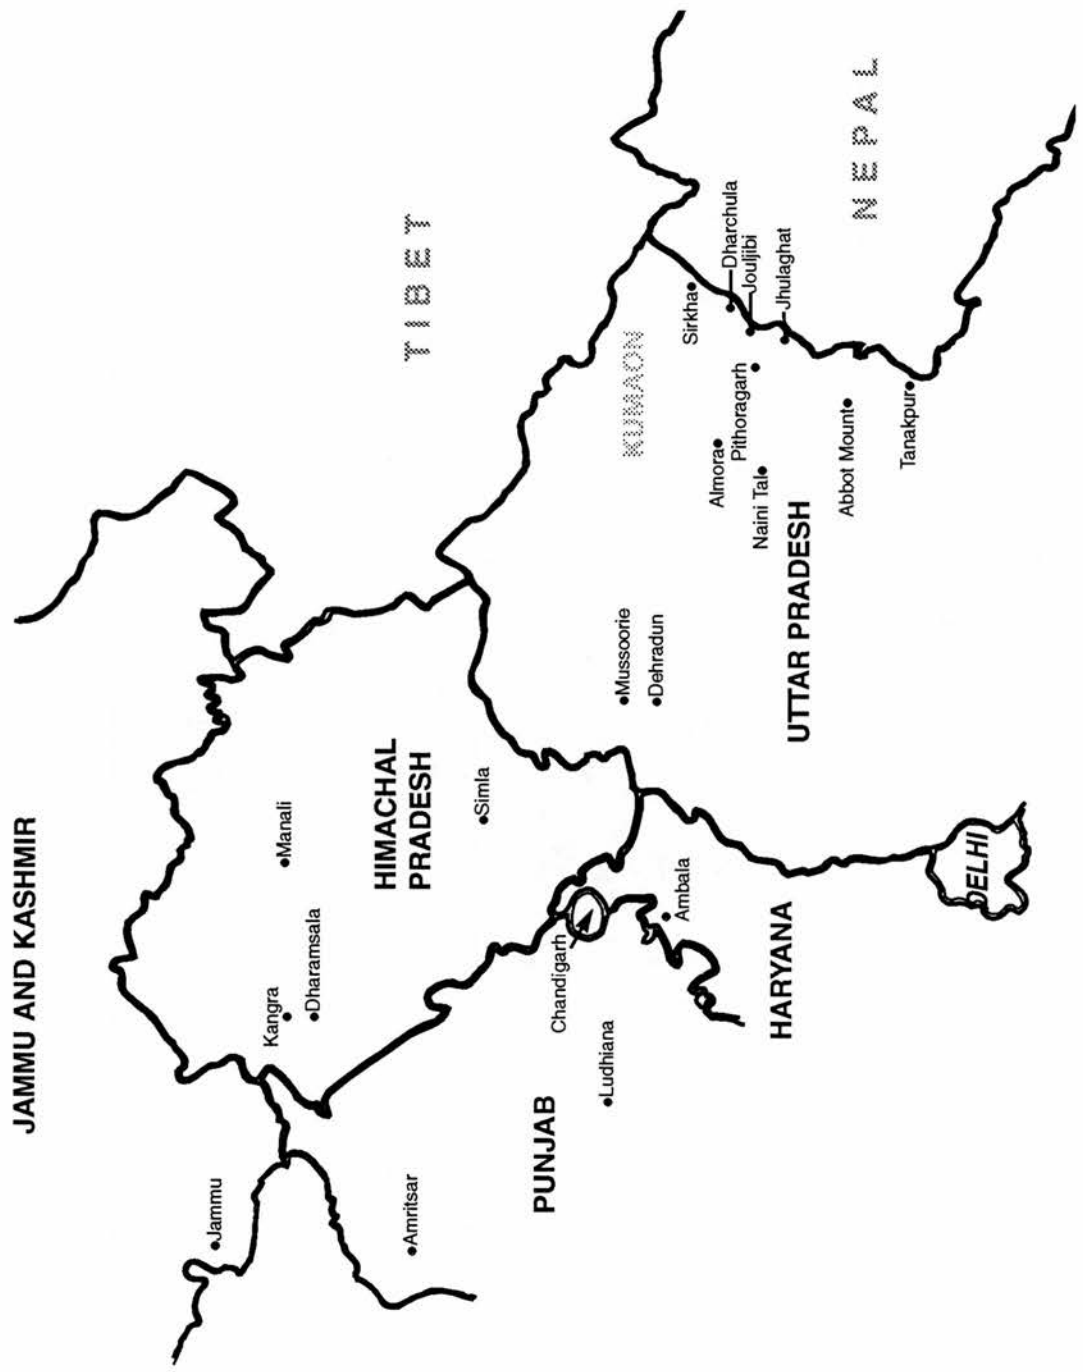 JAMMU AND KASHMIR
TIBET
Jammu
Kangra
Dharamsala
Manali
HIMACHAL
PRADESH
Amritsar
Simla
PUNJAB
Chandigarh
Ludhiana
Ambala
HARYANA
DELHI
Mussoorie
Dehradun
UTTAR PRADESH
KUMAON
Sirkha
Dharchula
Jouljibi
Jhulaghat
Almora
Pithoragarh
Naini Tal
Abbot Mount
Tanakpur
NEPAL